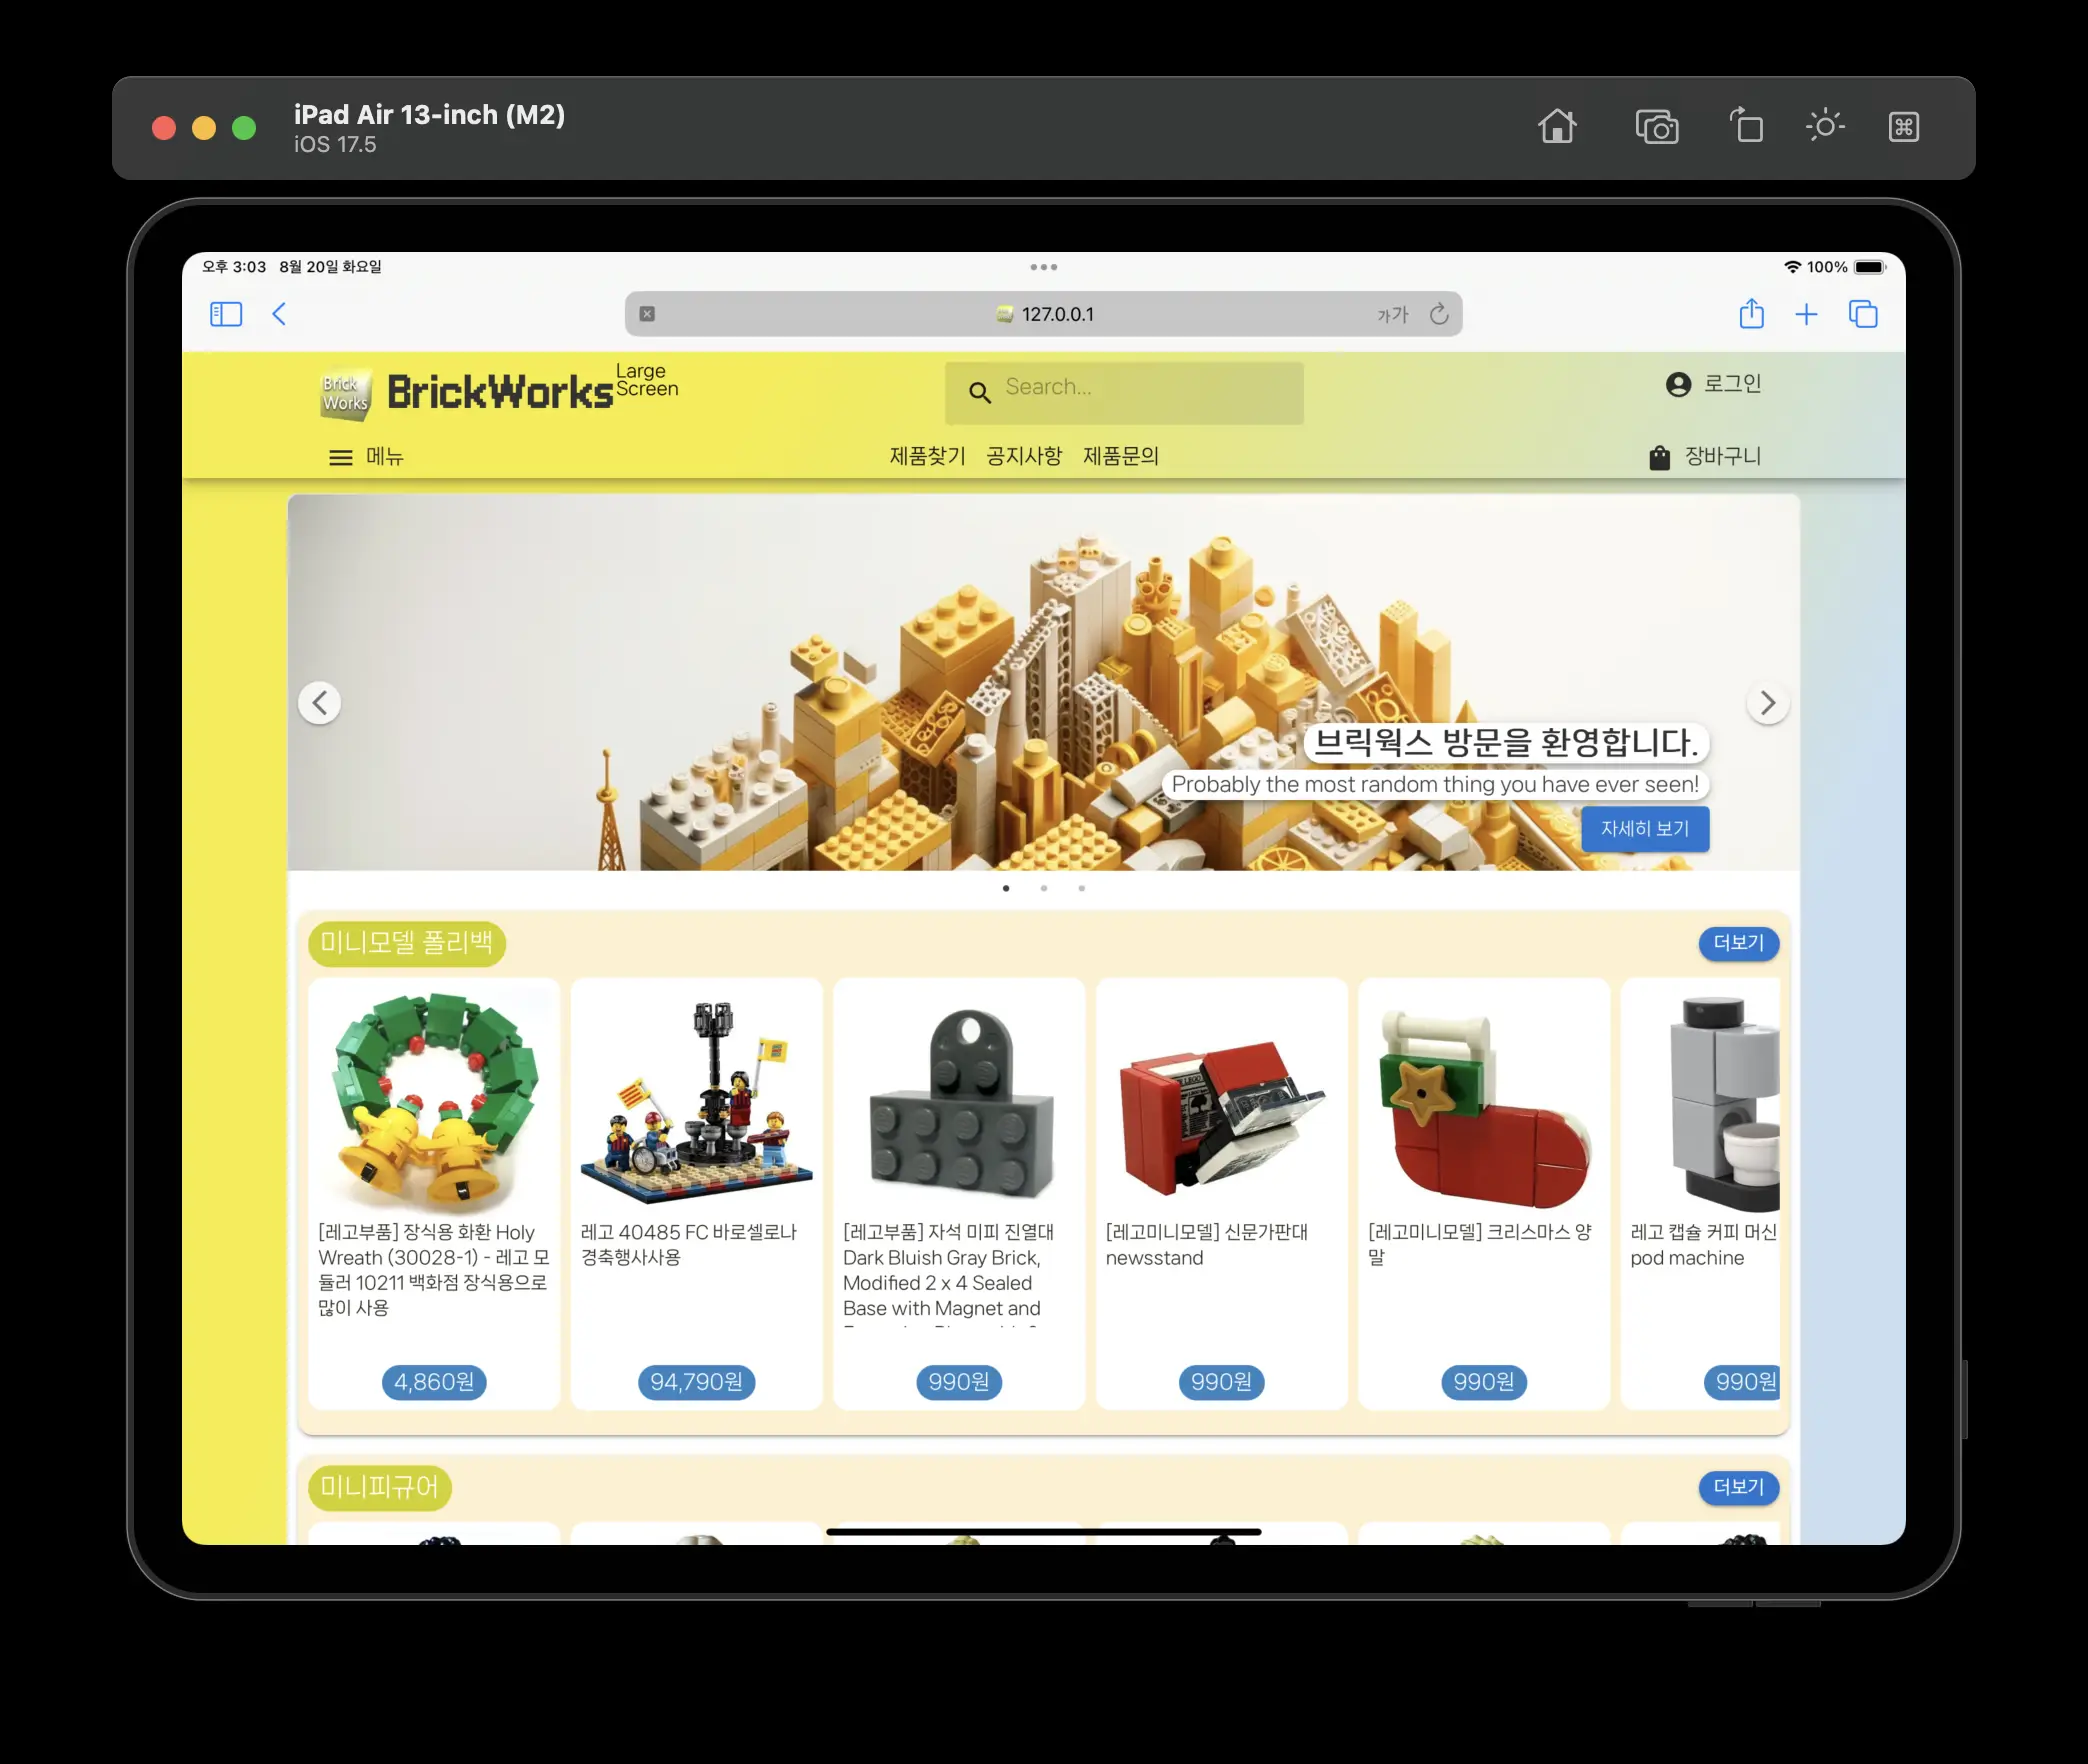 iPad Air 13-inch (M2)
iOS 17.5
오후 3:03 8월 20일 화요일
100%
127.0.0.1
가가
Brick
Works
BrickWorks
Large
Screen
Search...
로그인
메뉴
제품찾기 공지사항 제품문의
장바구니
브릭웍스 방문을 환영합니다.
Probably the most random thing you have ever seen!
자세히 보기
미니모델 폴리백
더보기
[레고부품] 장식용 화환 Holy
Wreath (30028-1) - 레고 모
듈러 10211 백화점 장식용으로
많이 사용
4,860원
레고 40485 FC 바로셀로나
경축행사사용
94,790원
[레고부품] 자석 미피 진열대
Dark Bluish Gray Brick,
Modified 2 x 4 Sealed
Base with Magnet and
990원
[레고미니모델] 신문가판대
newsstand
990원
[레고미니모델] 크리스마스 양
말
990원
레고 캡슐 커피 머신
pod machine
990원
미니피규어
더보기